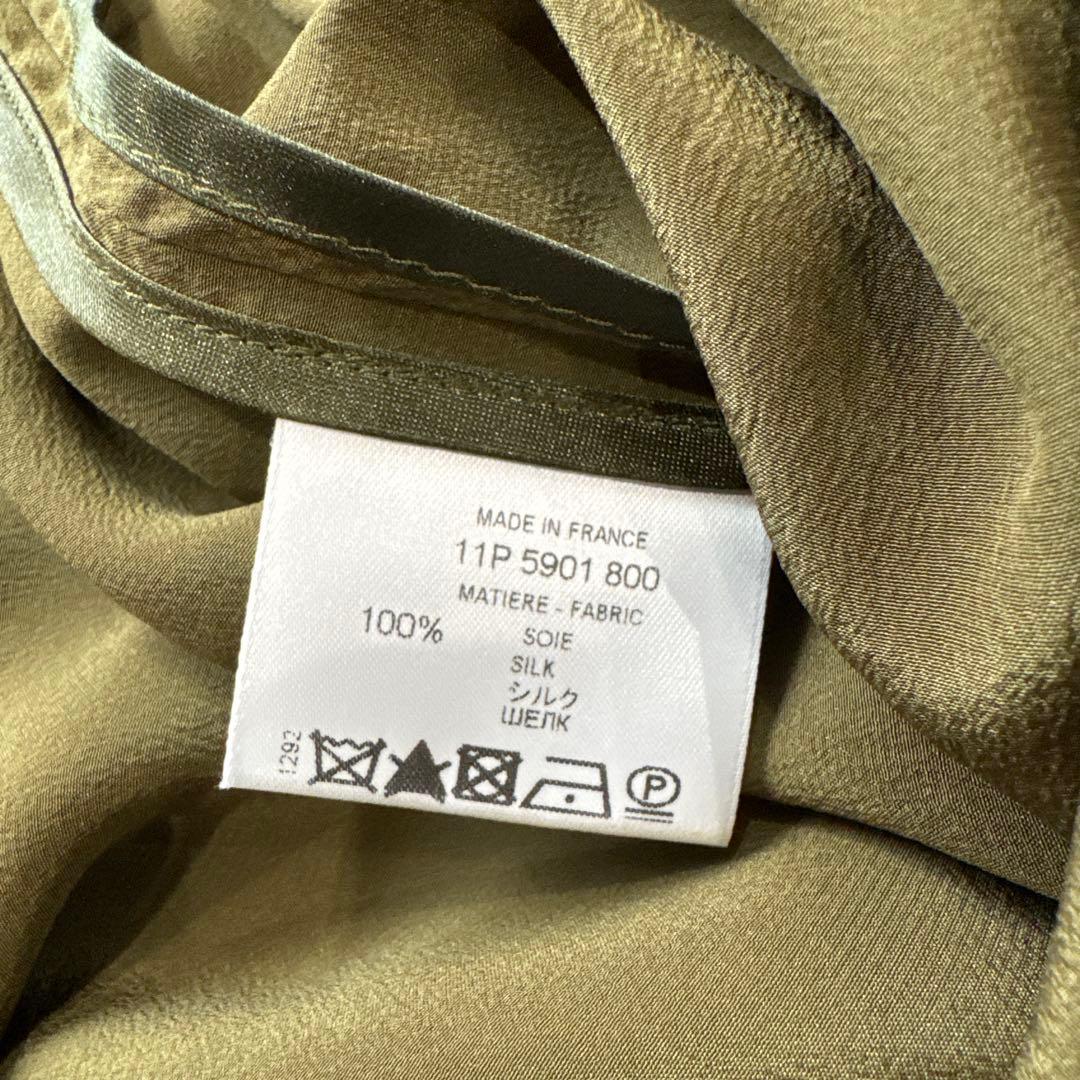 MADE IN FRANCE
11P 5901 800
MATIERE - FABRIC
100% SOIE
SILK
シルク
ШЕЛК
1292
P